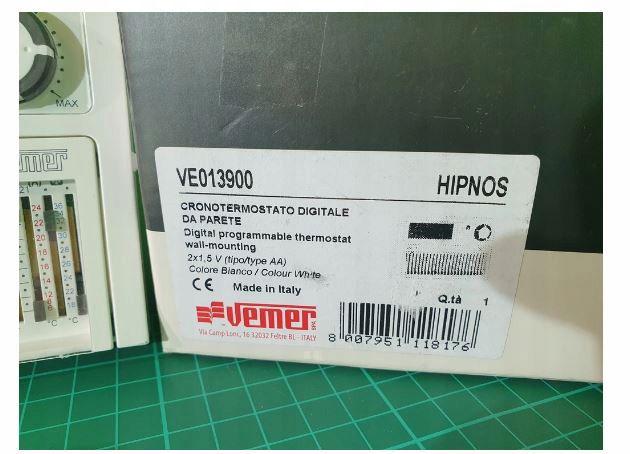 MAX
VE013900 HIPNOS
CRONOTERMOSTATO DIGITALE
DA PARETE
Digital programmable thermostat
wall-mounting
2x1,5 V (tipo/type AA)
Colore Bianco / Colour White
CE Made in Italy
Q.tà 1
Vemer SPA
Via Camp Lonc, 16 32032 Feltre BL - ITALY
8 007951 118176